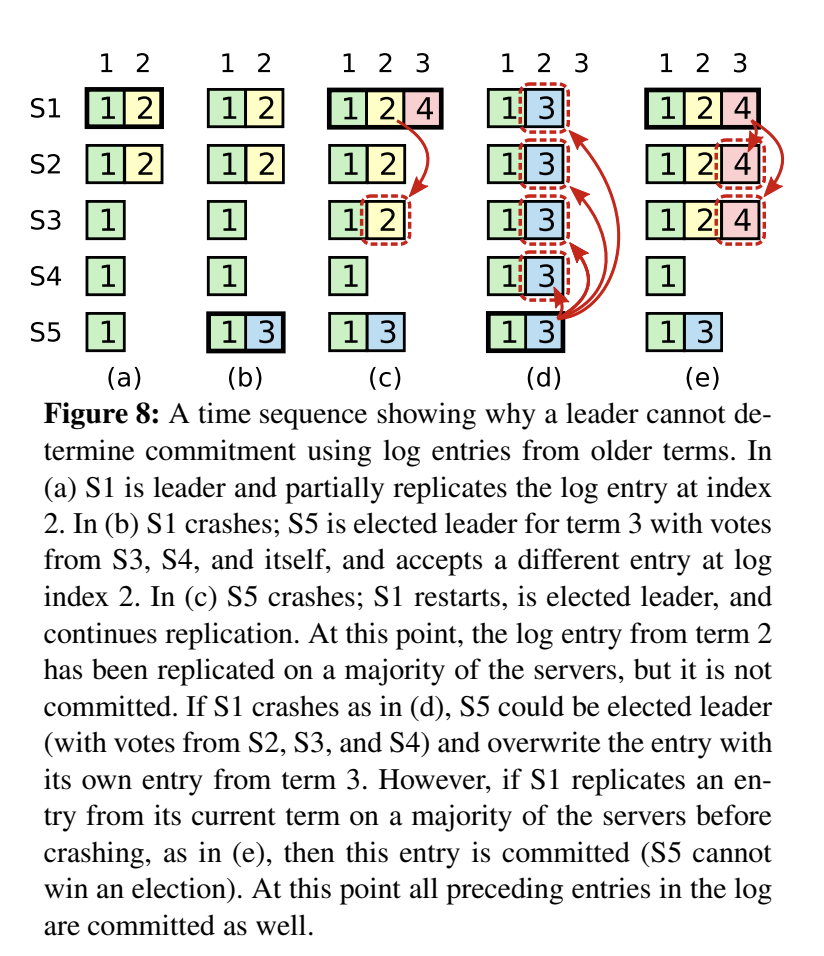 1 2 1 2 1 2 3 1 2 3 1 2 3
S1 1 2 1 2 1 2 4 1 3 1 2 4
S2 1 2 1 2 1 2 1 3 1 2 4
S3 1 1 1 2 1 3 1 2 4
S4 1 1 1 1 3 1
S5 1 1 3 1 3 1 3 1 3
(a) (b) (c) (d) (e)
Figure 8: A time sequence showing why a leader cannot de-
termine commitment using log entries from older terms. In
(a) S1 is leader and partially replicates the log entry at index
2. In (b) S1 crashes; S5 is elected leader for term 3 with votes
from S3, S4, and itself, and accepts a different entry at log
index 2. In (c) S5 crashes; S1 restarts, is elected leader, and
continues replication. At this point, the log entry from term 2
has been replicated on a majority of the servers, but it is not
committed. If S1 crashes as in (d), S5 could be elected leader
(with votes from S2, S3, and S4) and overwrite the entry with
its own entry from term 3. However, if S1 replicates an en-
try from its current term on a majority of the servers before
crashing, as in (e), then this entry is committed (S5 cannot
win an election). At this point all preceding entries in the log
are committed as well.